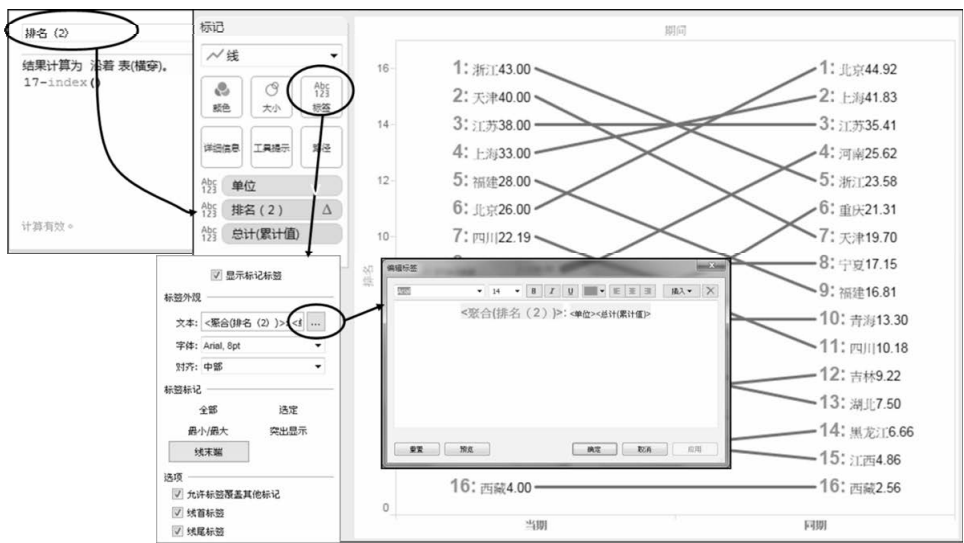 排名（2）
结果计算为 沿着 表(横穿)。
17-index()
计算有效。
标记
线
颜色
大小
Abc
123
标签
详细信息
工具提示
路径
Abc
123
单位
Abc
123
排名（2） Δ
Abc
123
总计(累计值)
显示标记标签
标签外观
文本: <聚合(排名（2）)>: <单 ...
字体: Arial, 8pt
对齐: 中部
标签标记
全部 选定
最小/最大 突出显示
线末端
选项
允许标签覆盖其他标记
线首标签
线尾标签
编辑标签
14 B I U 插入
<聚合(排名（2）)>: <单位><总计(累计值)>
重置 预览 确定 取消 应用
期间
排名
16
14
12
10
0
1: 浙江43.00
2: 天津40.00
3: 江苏38.00
4: 上海33.00
5: 福建28.00
6: 北京26.00
7: 四川22.19
16: 西藏4.00
1: 北京44.92
2: 上海41.83
3: 江苏35.41
4: 河南25.62
5: 浙江23.58
6: 重庆21.31
7: 天津19.70
8: 宁夏17.15
9: 福建16.81
10: 青海13.30
11: 四川10.18
12: 吉林9.22
13: 湖北7.50
14: 黑龙江6.66
15: 江西4.86
16: 西藏2.56
当期 同期